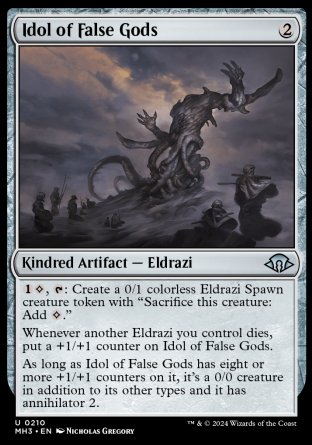 Idol of False Gods 2
Kindred Artifact — Eldrazi
1 ◇, T: Create a 0/1 colorless Eldrazi Spawn
creature token with “Sacrifice this creature:
Add ◇.”
Whenever another Eldrazi you control dies,
put a +1/+1 counter on Idol of False Gods.
As long as Idol of False Gods has eight or
more +1/+1 counters on it, it’s a 0/0 creature
in addition to its other types and it has
annihilator 2.
U 0210
MH3 • EN Nicholas Gregory
™ & © 2024 Wizards of the Coast